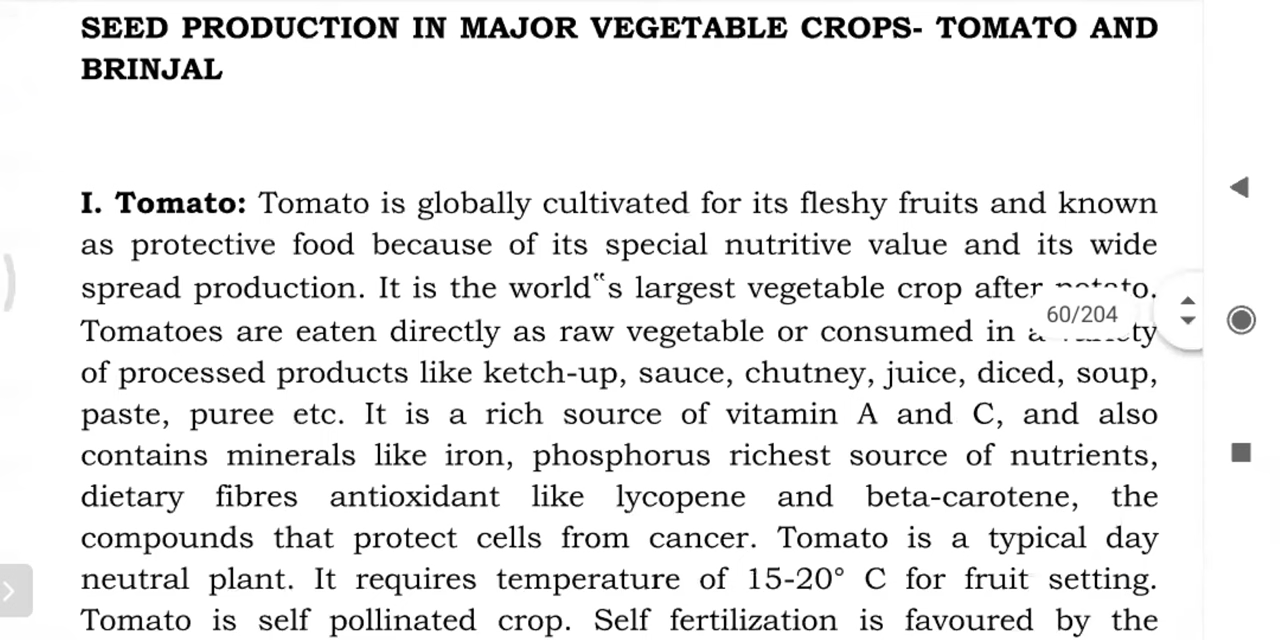 SEED PRODUCTION IN MAJOR VEGETABLE CROPS- TOMATO AND
BRINJAL
I. Tomato: Tomato is globally cultivated for its fleshy fruits and known
as protective food because of its special nutritive value and its wide
spread production. It is the world‟s largest vegetable crop after
60/204
Tomatoes are eaten directly as raw vegetable or consumed in
of processed products like ketch-up, sauce, chutney, juice, diced, soup,
paste, puree etc. It is a rich source of vitamin A and C, and also
contains minerals like iron, phosphorus richest source of nutrients,
dietary fibres antioxidant like lycopene and beta-carotene, the
compounds that protect cells from cancer. Tomato is a typical day
neutral plant. It requires temperature of 15-20° C for fruit setting.
Tomato is self pollinated crop. Self fertilization is favoured by the